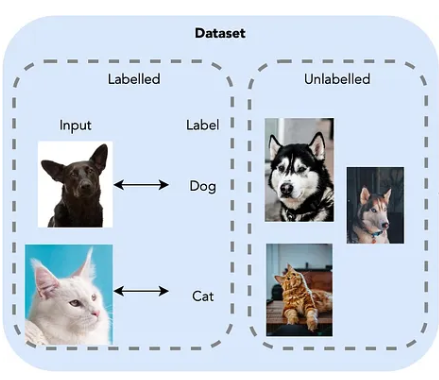 Dataset
Labelled
Unlabelled
Input
Label
Dog
Cat